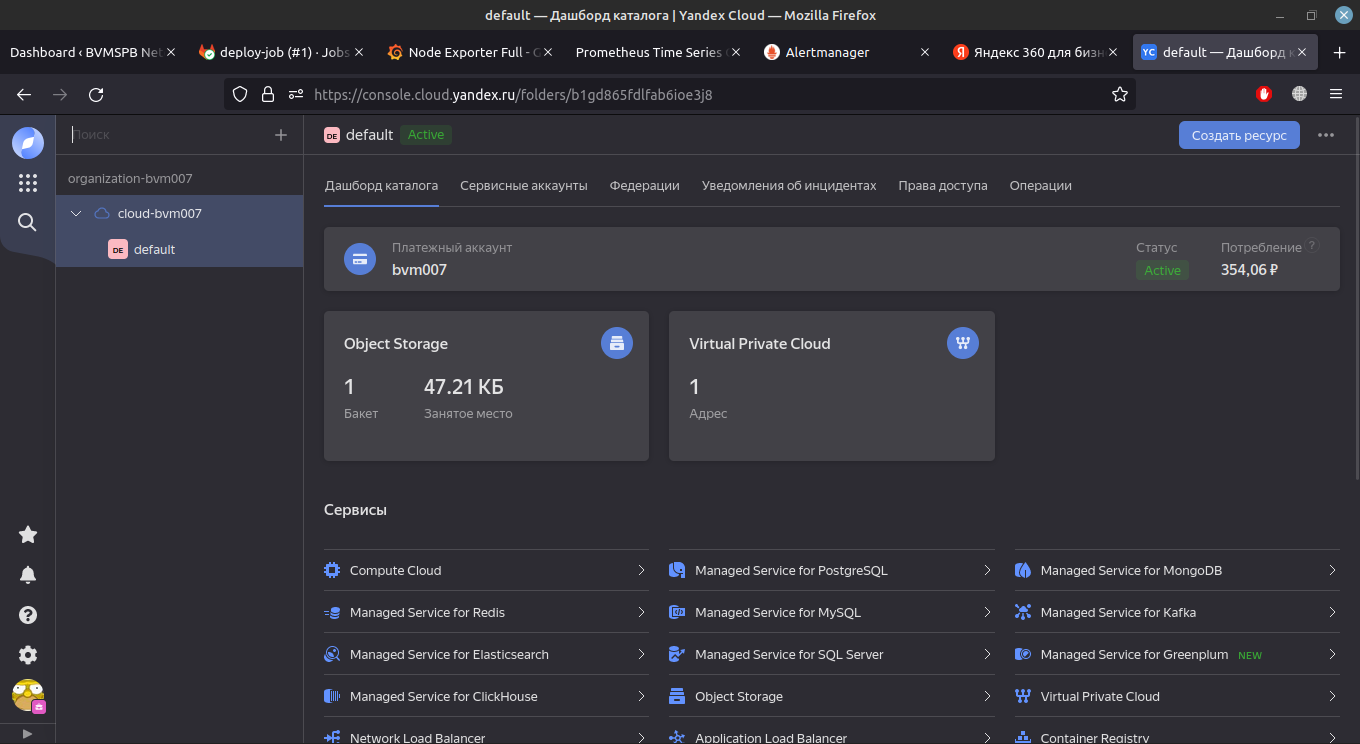 default — Дашборд каталога | Yandex Cloud — Mozilla Firefox
Dashboard ‹ BVMSPB Net
deploy-job (#1) · Jobs
Node Exporter Full - G
Prometheus Time Series
Alertmanager
Яндекс 360 для бизн
YC default — Дашборд к
https://console.cloud.yandex.ru/folders/b1gd865fdlfab6ioe3j8
Поиск
DE default Active
Создать ресурс
organization-bvm007
cloud-bvm007
DE default
Дашборд каталога Сервисные аккаунты Федерации Уведомления об инцидентах Права доступа Операции
Платежный аккаунт
bvm007
Статус
Active
Потребление ?
354,06 ₽
Object Storage
1
Бакет
47.21 КБ
Занятое место
Virtual Private Cloud
1
Адрес
Сервисы
Compute Cloud
Managed Service for PostgreSQL
Managed Service for MongoDB
Managed Service for Redis
Managed Service for MySQL
Managed Service for Kafka
Managed Service for Elasticsearch
Managed Service for SQL Server
Managed Service for Greenplum NEW
Managed Service for ClickHouse
Object Storage
Virtual Private Cloud
Network Load Balancer
Application Load Balancer
Container Registry